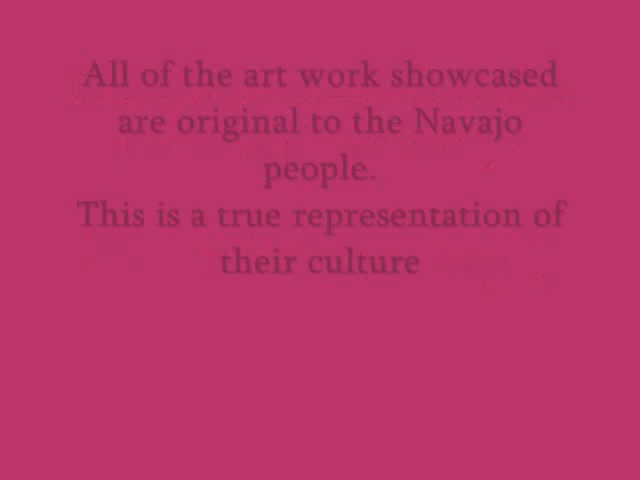 All of the art work showcased
are original to the Navajo
people.
This is a true representation of
their culture